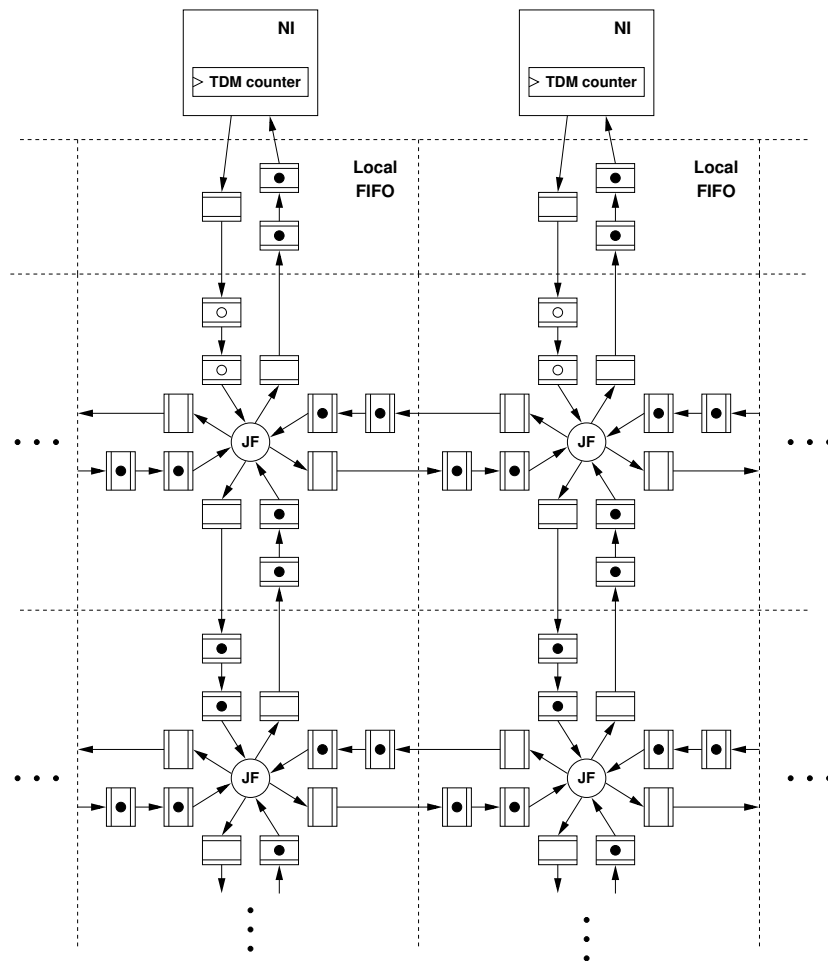 NI
NI
TDM counter
TDM counter
Local
FIFO
Local
FIFO
JF
JF
JF
JF